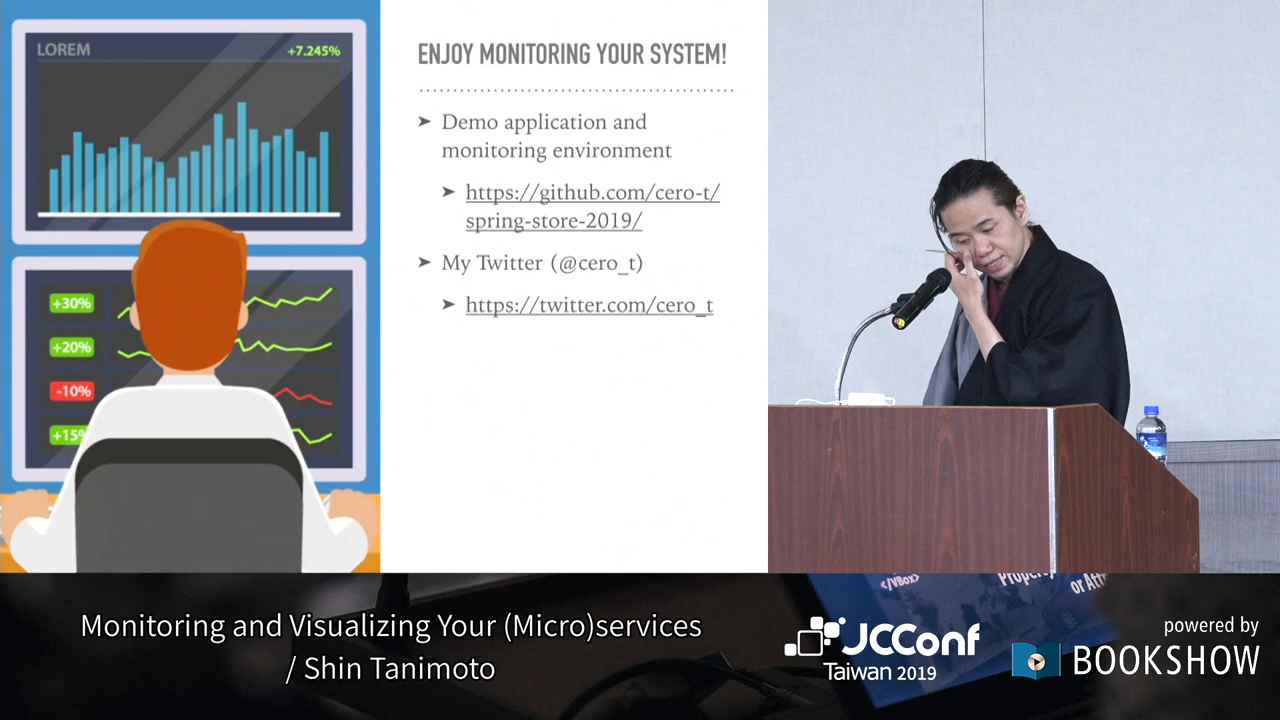 LOREM
+7.245%
+30%
+20%
-10%
+15%
ENJOY MONITORING YOUR SYSTEM!
➤ Demo application and
monitoring environment
➤ https://github.com/cero-t/
spring-store-2019/
➤ My Twitter (@cero_t)
➤ https://twitter.com/cero_t
</VBox>
or
Monitoring and Visualizing Your (Micro)services
/ Shin Tanimoto
JCConf
Taiwan 2019
powered by
BOOKSHOW